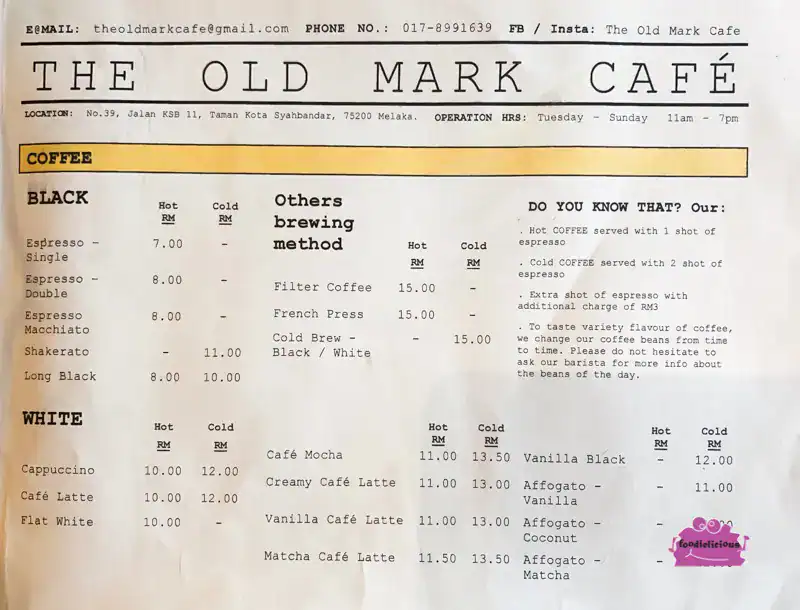 E@MAIL: theoldmarkcafe@gmail.com PHONE NO.: 017-8991639 FB / Insta: The Old Mark Cafe
THE OLD MARK CAFÉ
LOCATION: No.39, Jalan KSB 11, Taman Kota Syahbandar, 75200 Melaka. OPERATION HRS: Tuesday - Sunday 11am - 7pm
COFFEE
BLACK
Hot Cold
RM RM
Espresso - Single 7.00 -
Espresso - Double 8.00 -
Espresso Macchiato 8.00 -
Shakerato - 11.00
Long Black 8.00 10.00
Others
brewing
method
Hot Cold
RM RM
Filter Coffee 15.00 -
French Press 15.00 -
Cold Brew - - 15.00
Black / White
DO YOU KNOW THAT? Our:
. Hot COFFEE served with 1 shot of
espresso
. Cold COFFEE served with 2 shot of
espresso
. Extra shot of espresso with
additional charge of RM3
. To taste variety flavour of coffee,
we change our coffee beans from time
to time. Please do not hesitate to
ask our barista for more info about
the beans of the day.
WHITE
Hot Cold
RM RM
Cappuccino 10.00 12.00
Café Latte 10.00 12.00
Flat White 10.00 -
Hot Cold
RM RM
Café Mocha 11.00 13.50
Creamy Café Latte 11.00 13.00
Vanilla Café Latte 11.00 13.00
Matcha Café Latte 11.50 13.50
Hot Cold
RM RM
Vanilla Black - 12.00
Affogato - - 11.00
Vanilla
Affogato - -
Coconut
Affogato - -
Matcha
foodielicious